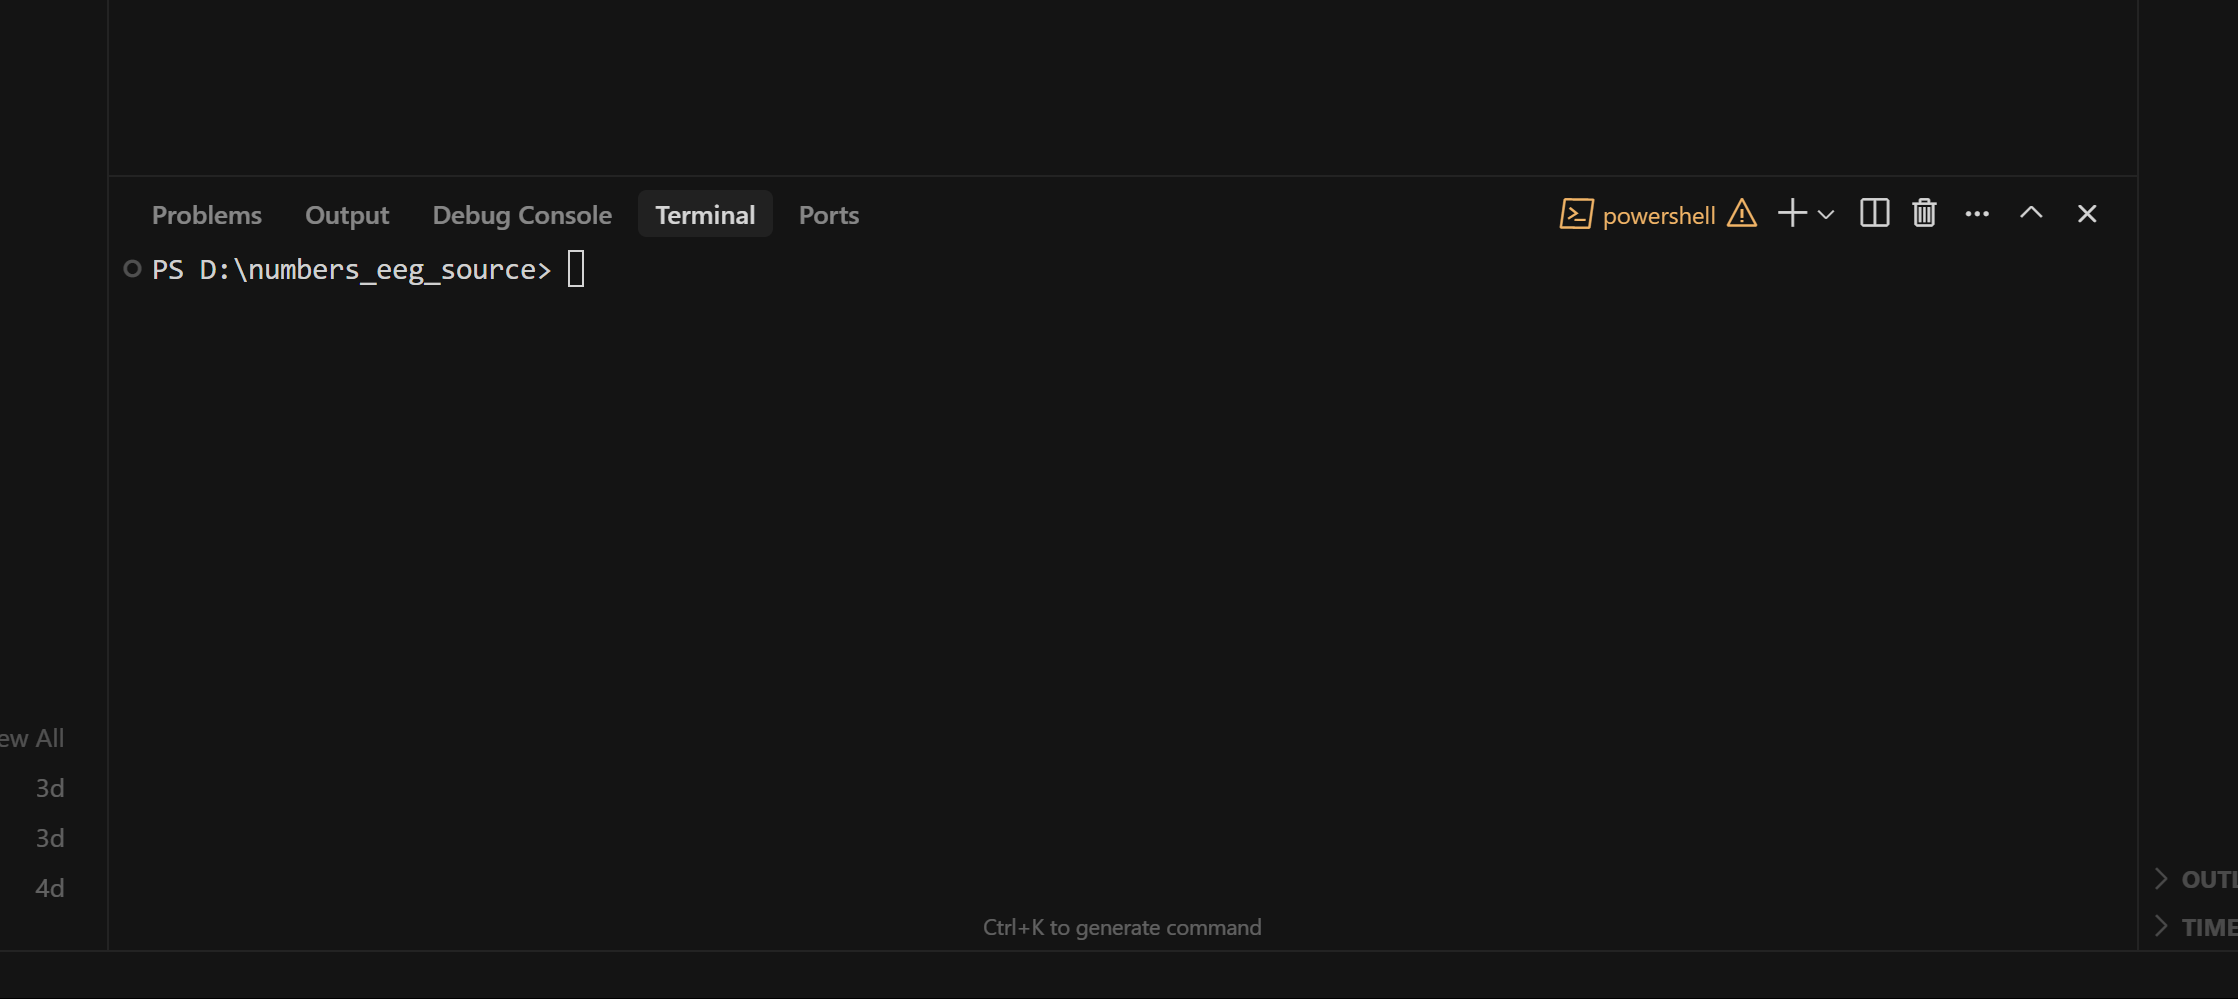 Problems Output Debug Console Terminal Ports powershell
PS D:\numbers_eeg_source>
ew All
3d
3d
4d
OUTL
Ctrl+K to generate command
TIME